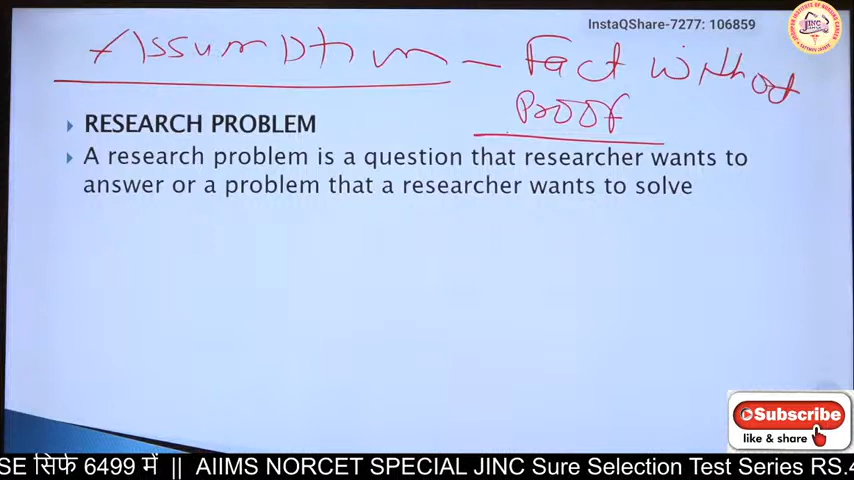 InstaQShare-7277: 106859
Assumption — Fact without
Proof
RESEARCH PROBLEM
A research problem is a question that researcher wants to
answer or a problem that a researcher wants to solve
JINC
Subscribe
like & share
SE सिर्फ 6499 में || AIIMS NORCET SPECIAL JINC Sure Selection Test Series RS.4